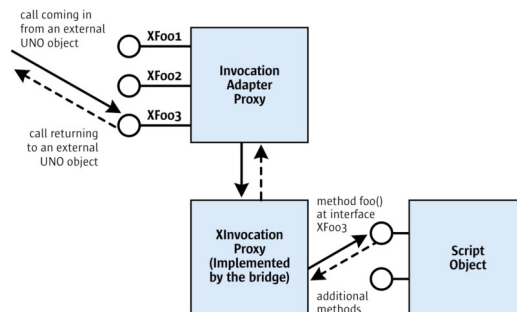 call coming in
from an external
UNO object
XFoo1
XFoo2
XFoo3
Invocation
Adapter
Proxy
call returning
to an external
UNO object
XInvocation
Proxy
(Implemented
by the bridge)
method foo()
at interface
XFoo3
Script
Object
additional
methods